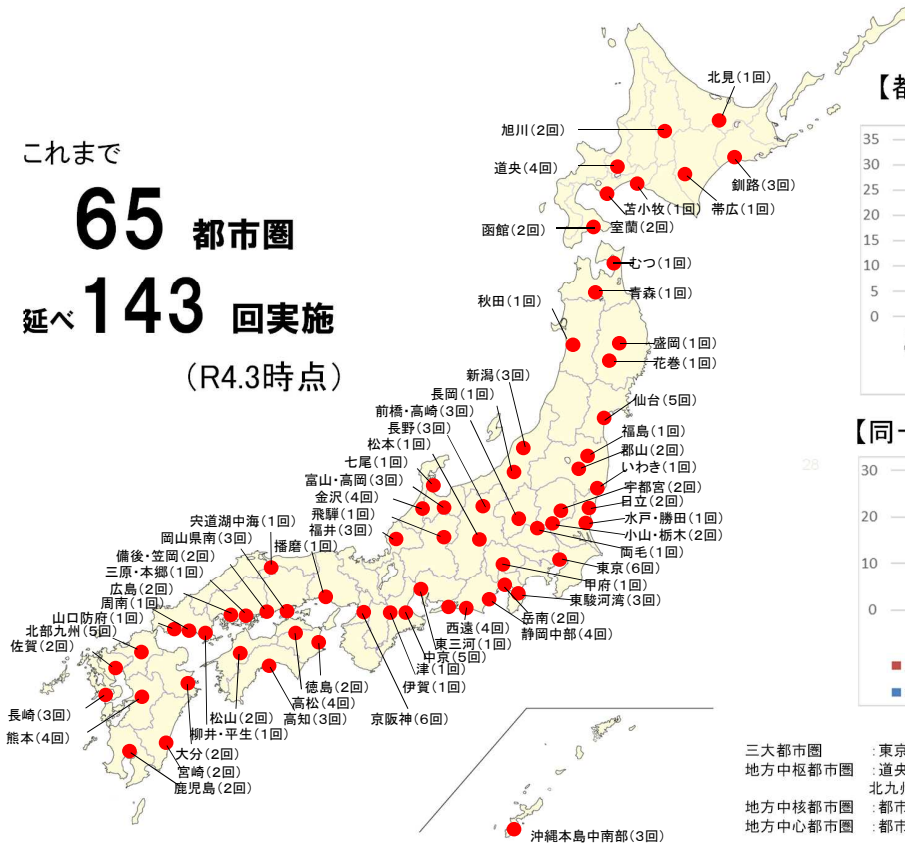 これまで
65 都市圏
延べ 143 回実施
(R4.3時点)
北見(1回)
旭川(2回)
道央(4回)
釧路(3回)
苫小牧(1回)
帯広(1回)
函館(2回)
室蘭(2回)
むつ(1回)
秋田(1回)
青森(1回)
盛岡(1回)
花巻(1回)
新潟(3回)
長岡(1回)
前橋・高崎(3回)
長野(3回)
松本(1回)
七尾(1回)
富山・高岡(3回)
金沢(4回)
飛騨(1回)
福井(3回)
仙台(5回)
福島(1回)
郡山(2回)
いわき(1回)
宇都宮(2回)
日立(2回)
水戸・勝田(1回)
小山・栃木(2回)
両毛(1回)
東京(6回)
甲府(1回)
東駿河湾(3回)
岳南(2回)
静岡中部(4回)
西遠(4回)
東三河(1回)
中京(5回)
津(1回)
伊賀(1回)
京阪神(6回)
宍道湖中海(1回)
岡山県南(3回)
播磨(1回)
備後・笠岡(2回)
三原・本郷(1回)
広島(2回)
周南(1回)
山口防府(1回)
北部九州(5回)
佐賀(2回)
長崎(3回)
熊本(4回)
徳島(2回)
高松(4回)
松山(2回)
高知(3回)
柳井・平生(1回)
大分(2回)
宮崎(2回)
鹿児島(2回)
沖縄本島中南部(3回)
【都
35
30
25
20
15
10
5
0
28
【同一
30
20
10
0
三大都市圏 :東京
地方中枢都市圏 :道央
北九州
地方中核都市圏 :都市
地方中心都市圏 :都市